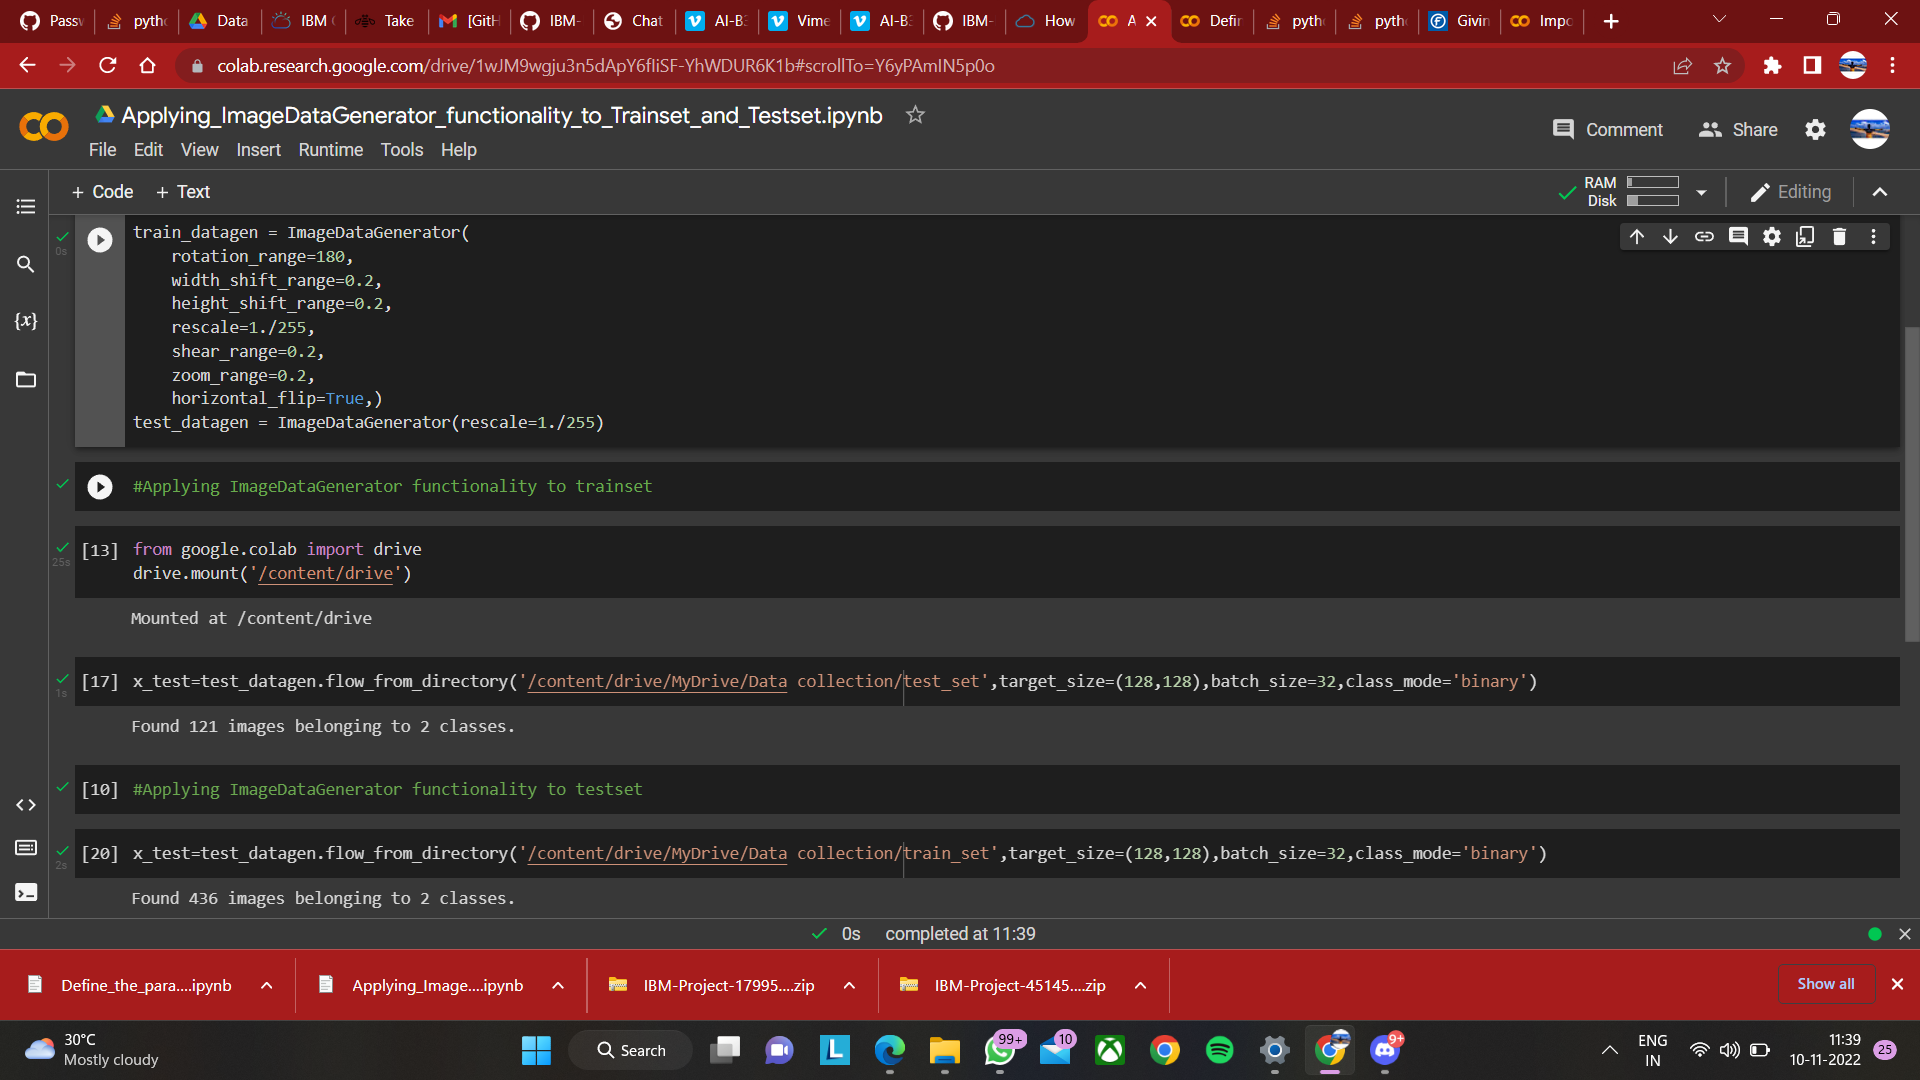 Passv
pytho
Data
IBM
Take
[GitH
IBM-
Chat
AI-B3
Vime
AI-B3
IBM-
How
A
Defin
pytho
pytho
Givin
Impo
colab.research.google.com/drive/1wJM9wgju3n5dApY6fIiSF-YhWDUR6K1b#scrollTo=Y6yPAmIN5p0o
Applying_ImageDataGenerator_functionality_to_Trainset_and_Testset.ipynb
Comment
Share
File Edit View Insert Runtime Tools Help
+ Code + Text
RAM
Disk
Editing
0s
train_datagen = ImageDataGenerator(
rotation_range=180,
width_shift_range=0.2,
height_shift_range=0.2,
rescale=1./255,
shear_range=0.2,
zoom_range=0.2,
horizontal_flip=True,)
test_datagen = ImageDataGenerator(rescale=1./255)
{x}
#Applying ImageDataGenerator functionality to trainset
25s
[13] from google.colab import drive
drive.mount('/content/drive')
Mounted at /content/drive
1s
[17] x_test=test_datagen.flow_from_directory('/content/drive/MyDrive/Data collection/test_set',target_size=(128,128),batch_size=32,class_mode='binary')
Found 121 images belonging to 2 classes.
[10] #Applying ImageDataGenerator functionality to testset
2s
[20] x_test=test_datagen.flow_from_directory('/content/drive/MyDrive/Data collection/train_set',target_size=(128,128),batch_size=32,class_mode='binary')
Found 436 images belonging to 2 classes.
0s completed at 11:39
Define_the_para....ipynb
Applying_Image....ipynb
IBM-Project-17995....zip
IBM-Project-45145....zip
Show all
30°C
Mostly cloudy
Search
99+
10
9+
ENG
IN
11:39
10-11-2022
25